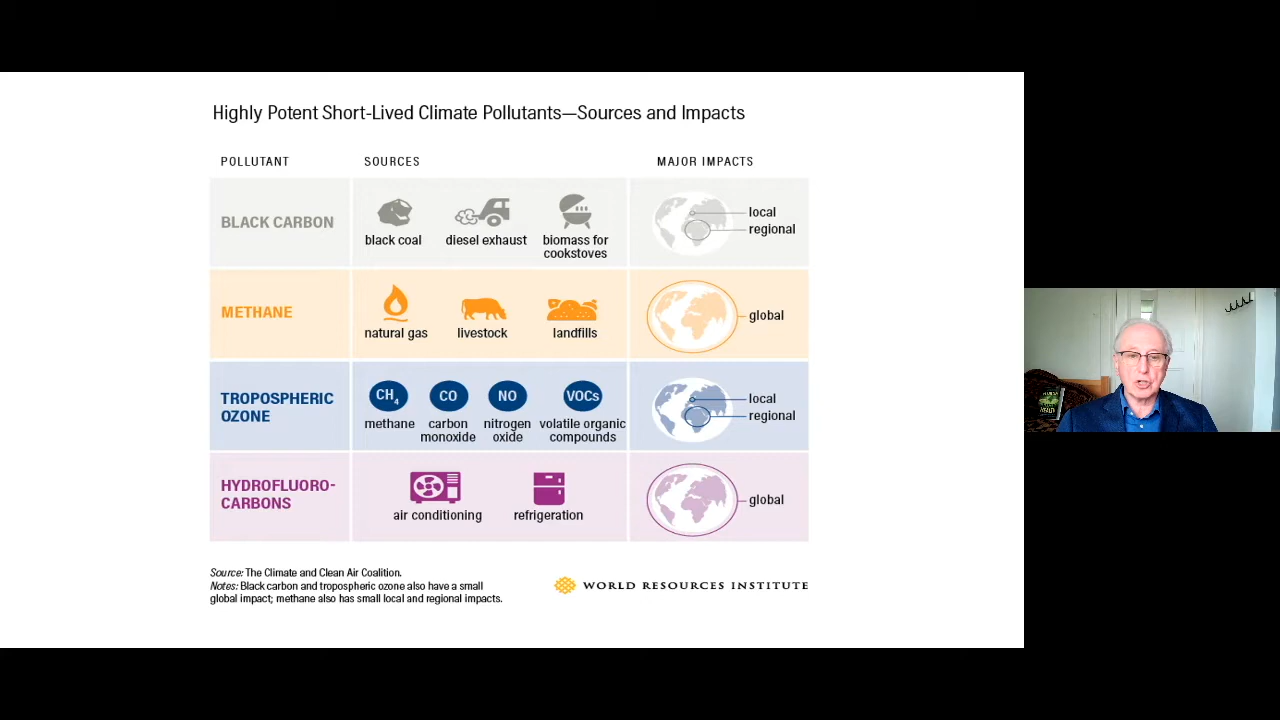 Highly Potent Short-Lived Climate Pollutants—Sources and Impacts
POLLUTANT
SOURCES
MAJOR IMPACTS
BLACK CARBON
black coal
diesel exhaust
biomass for
cookstoves
local
regional
METHANE
natural gas
livestock
landfills
global
TROPOSPHERIC
OZONE
CH4
methane
CO
carbon
monoxide
NO
nitrogen
oxide
VOCs
volatile organic
compounds
local
regional
HYDROFLUORO-
CARBONS
air conditioning
refrigeration
global
Source: The Climate and Clean Air Coalition.
Notes: Black carbon and tropospheric ozone also have a small
global impact; methane also has small local and regional impacts.
WORLD RESOURCES INSTITUTE